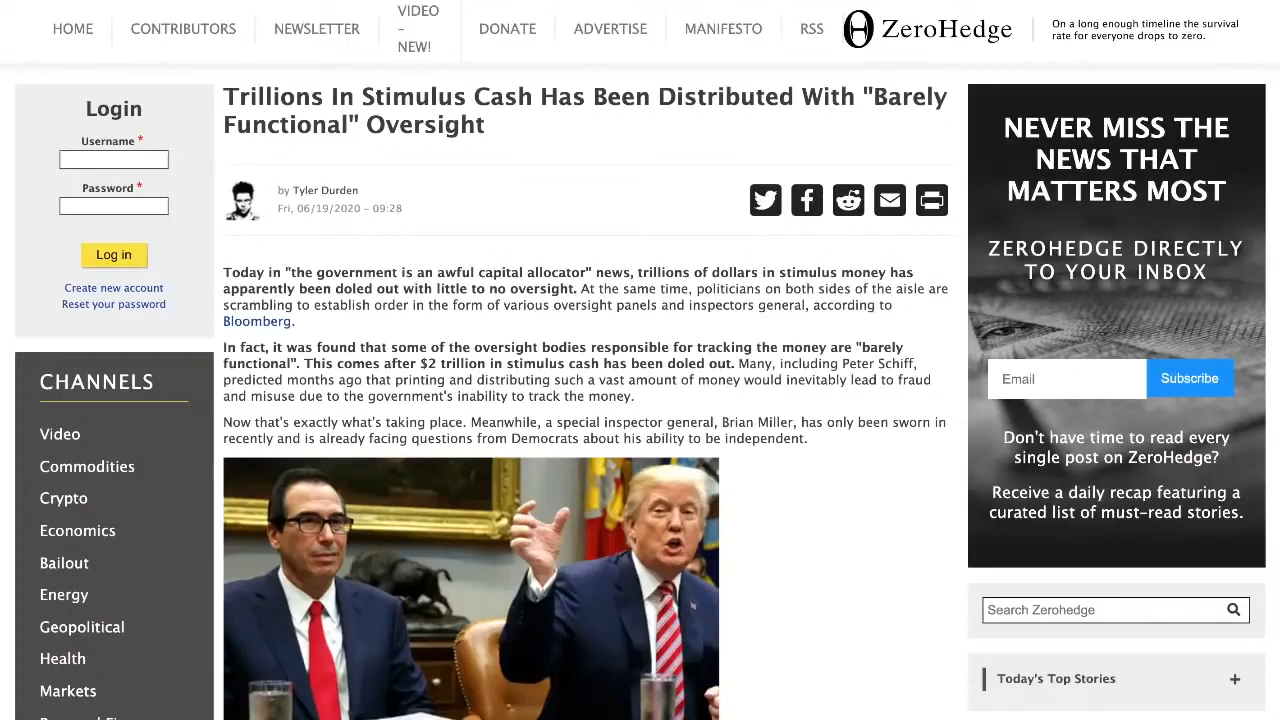 HOME
CONTRIBUTORS
NEWSLETTER
VIDEO
-
NEW!
DONATE
ADVERTISE
MANIFESTO
RSS
ZeroHedge
On a long enough timeline the survival
rate for everyone drops to zero.
Login
Username *
Password *
Log in
Create new account
Reset your password
CHANNELS
Video
Commodities
Crypto
Economics
Bailout
Energy
Geopolitical
Health
Markets
Trillions In Stimulus Cash Has Been Distributed With "Barely
Functional" Oversight
by Tyler Durden
Fri, 06/19/2020 - 09:28
Today in "the government is an awful capital allocator" news, trillions of dollars in stimulus money has
apparently been doled out with little to no oversight. At the same time, politicians on both sides of the aisle are
scrambling to establish order in the form of various oversight panels and inspectors general, according to
Bloomberg.
In fact, it was found that some of the oversight bodies responsible for tracking the money are "barely
functional". This comes after $2 trillion in stimulus cash has been doled out. Many, including Peter Schiff,
predicted months ago that printing and distributing such a vast amount of money would inevitably lead to fraud
and misuse due to the government's inability to track the money.
Now that's exactly what's taking place. Meanwhile, a special inspector general, Brian Miller, has only been sworn in
recently and is already facing questions from Democrats about his ability to be independent.
NEVER MISS THE
NEWS THAT
MATTERS MOST
ZEROHEDGE DIRECTLY
TO YOUR INBOX
Email
Subscribe
Don't have time to read every
single post on ZeroHedge?
Receive a daily recap featuring a
curated list of must-read stories.
Search Zerohedge
Today's Top Stories
+